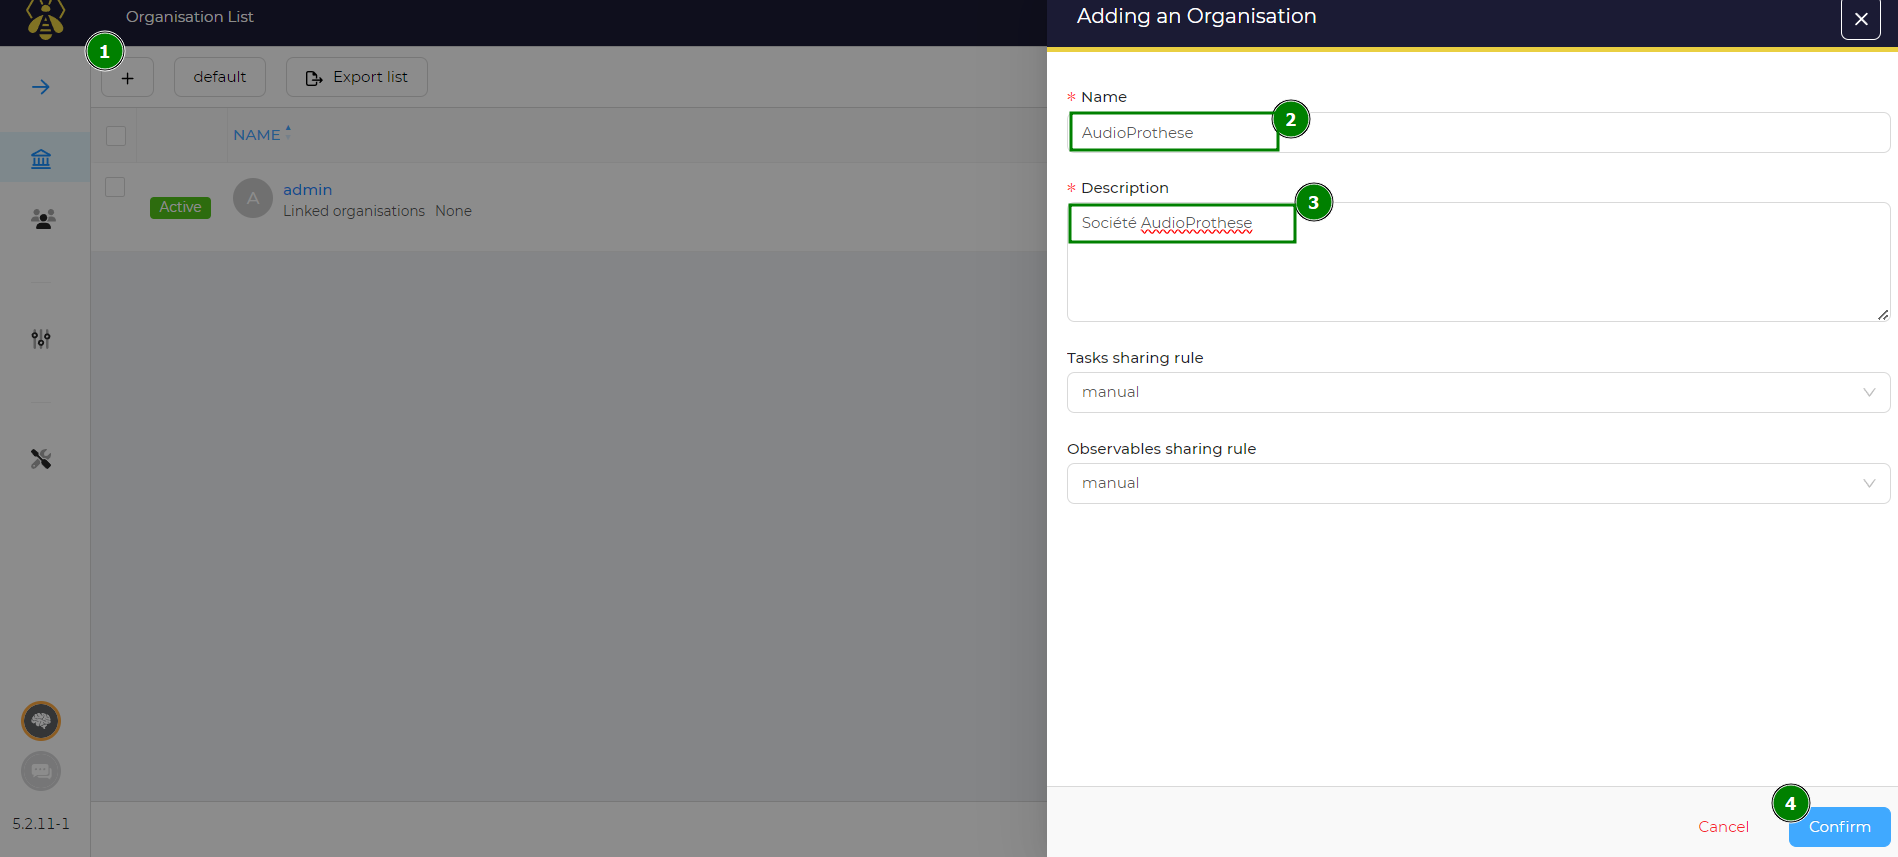 Organisation List
Adding an Organisation
1
default
Export list
NAME
Active
A
admin
Linked organisations None
* Name
2
AudioProthese
* Description
3
Société AudioProthese
Tasks sharing rule
manual
Observables sharing rule
manual
5.2.11-1
4
Cancel
Confirm